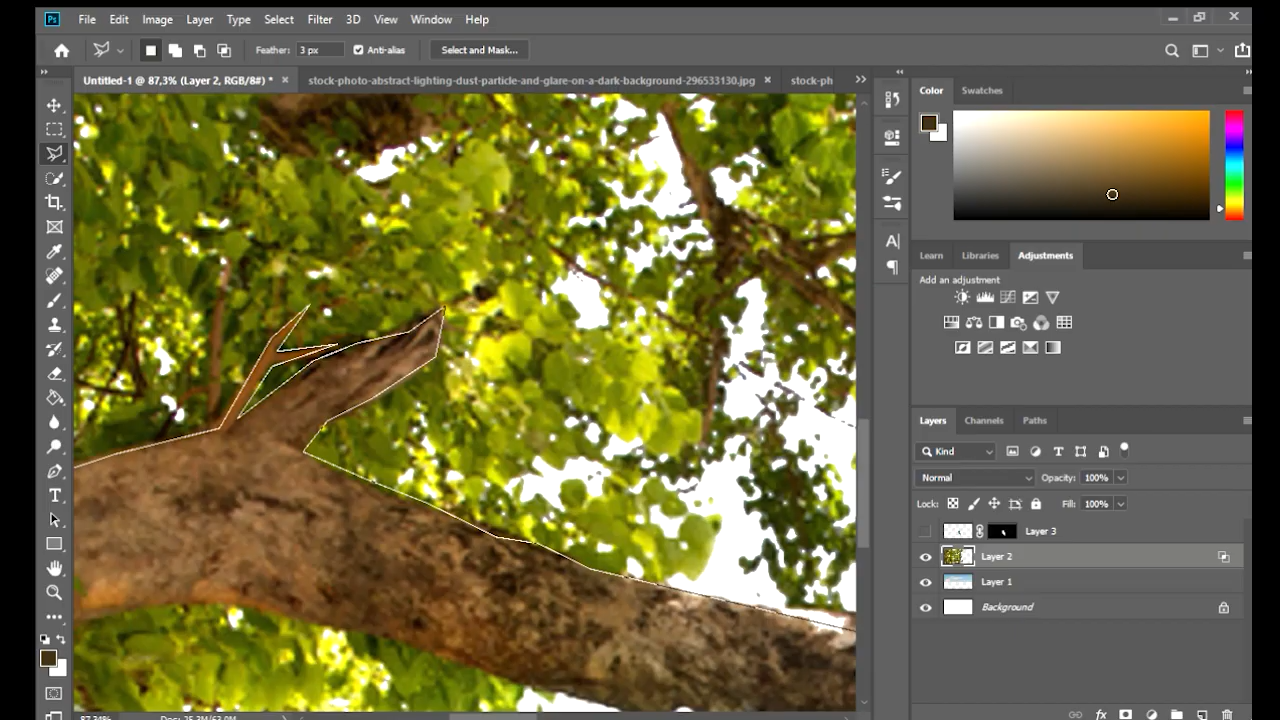 Ps File Edit Image Layer Type Select Filter 3D View Window Help
Feather: 3 px Anti-alias Select and Mask...
Untitled-1 @ 87,3% (Layer 2, RGB/8#) * × stock-photo-abstract-lighting-dust-particle-and-glare-on-a-dark-background-296533130.jpg × stock-ph
Color Swatches
Learn Libraries Adjustments
Add an adjustment
Layers Channels Paths
Kind
Normal Opacity: 100%
Lock: Fill: 100%
Layer 3
Layer 2
Layer 1
Background